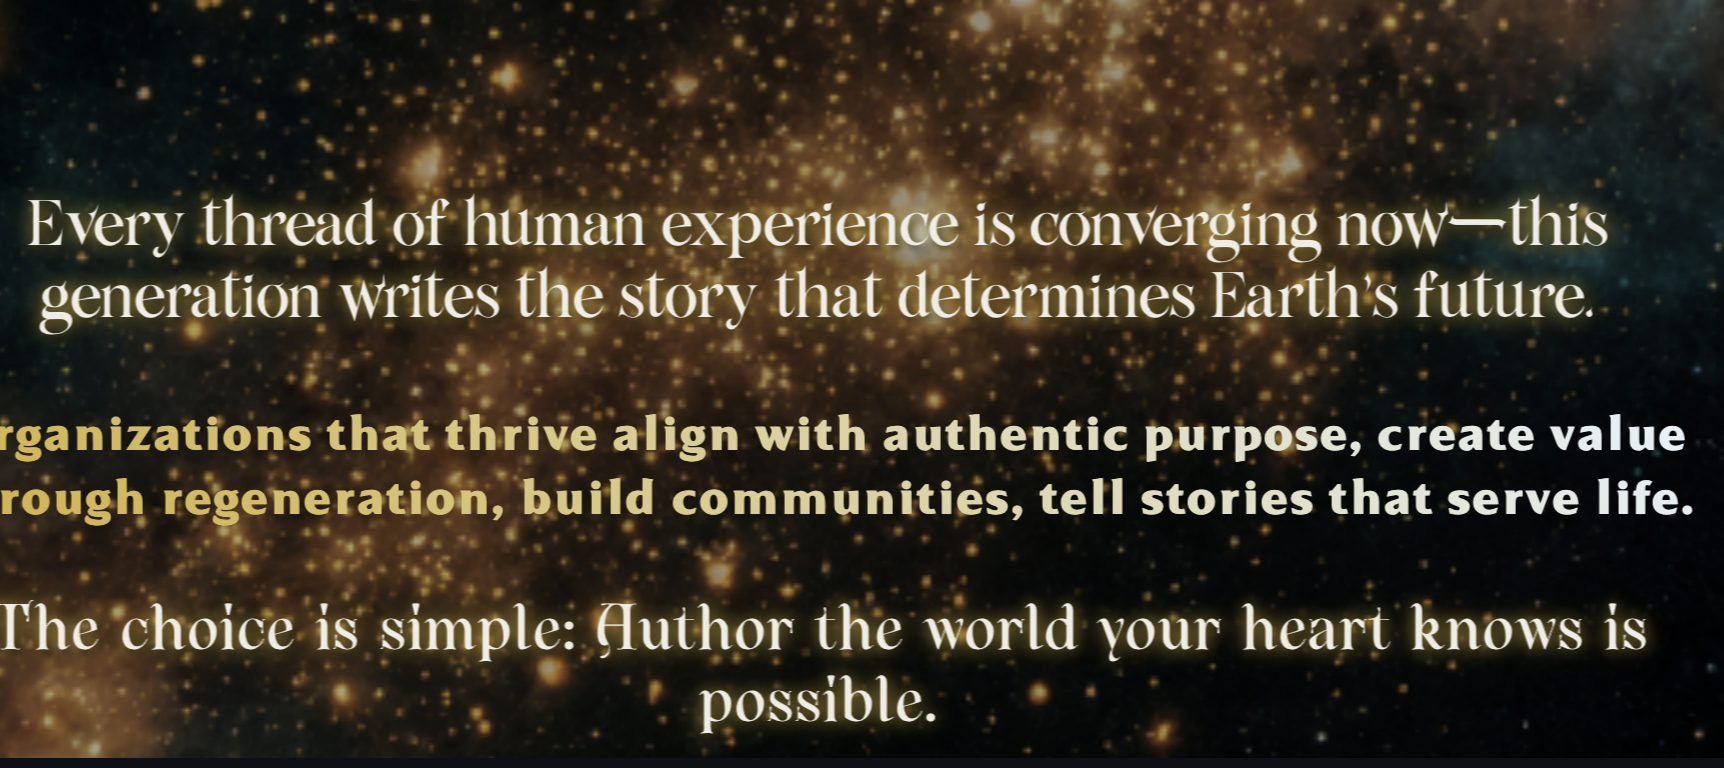 Every thread of human experience is converging now—this
generation writes the story that determines Earth's future.
rganizations that thrive align with authentic purpose, create value
rough regeneration, build communities, tell stories that serve life.
The choice is simple: Author the world your heart knows is
possible.